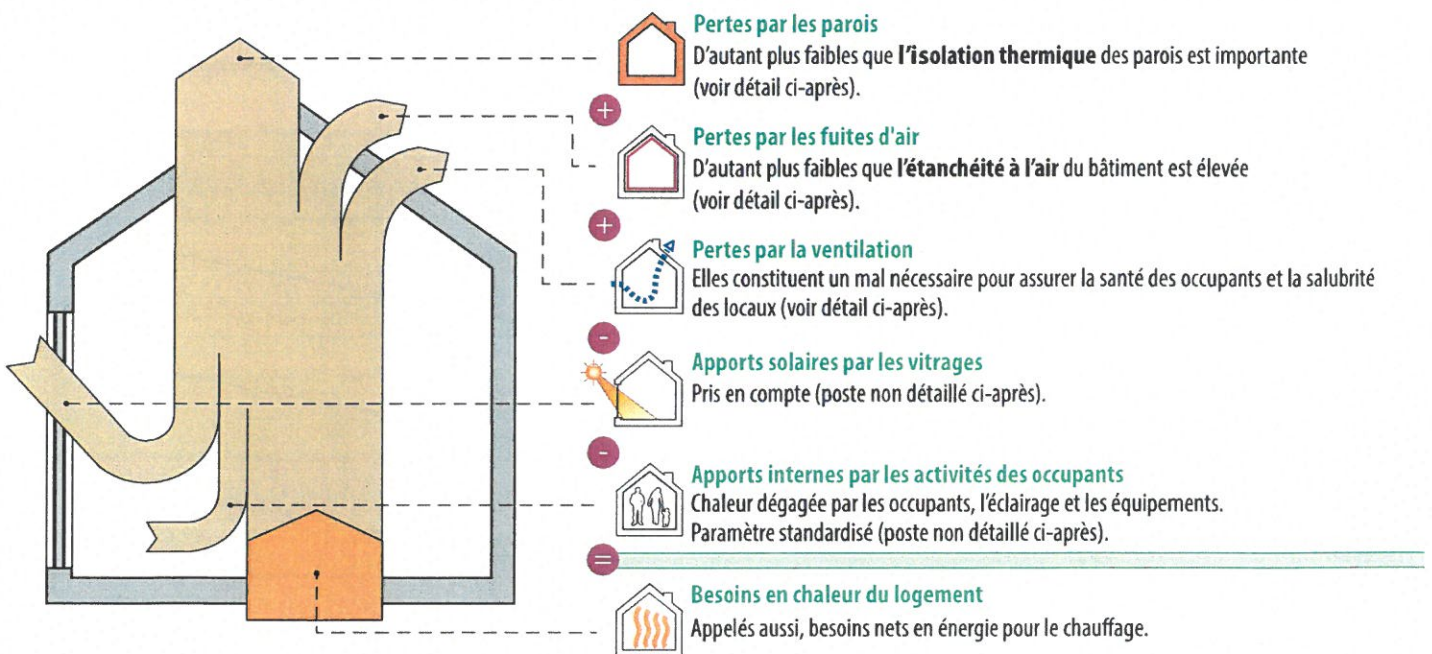 Pertes par les parois
D'autant plus faibles que l'isolation thermique des parois est importante
(voir détail ci-après).
+
Pertes par les fuites d'air
D'autant plus faibles que l'étanchéité à l'air du bâtiment est élevée
(voir détail ci-après).
+
Pertes par la ventilation
Elles constituent un mal nécessaire pour assurer la santé des occupants et la salubrité
des locaux (voir détail ci-après).
-
Apports solaires par les vitrages
Pris en compte (poste non détaillé ci-après).
-
Apports internes par les activités des occupants
Chaleur dégagée par les occupants, l'éclairage et les équipements.
Paramètre standardisé (poste non détaillé ci-après).
=
Besoins en chaleur du logement
Appelés aussi, besoins nets en énergie pour le chauffage.